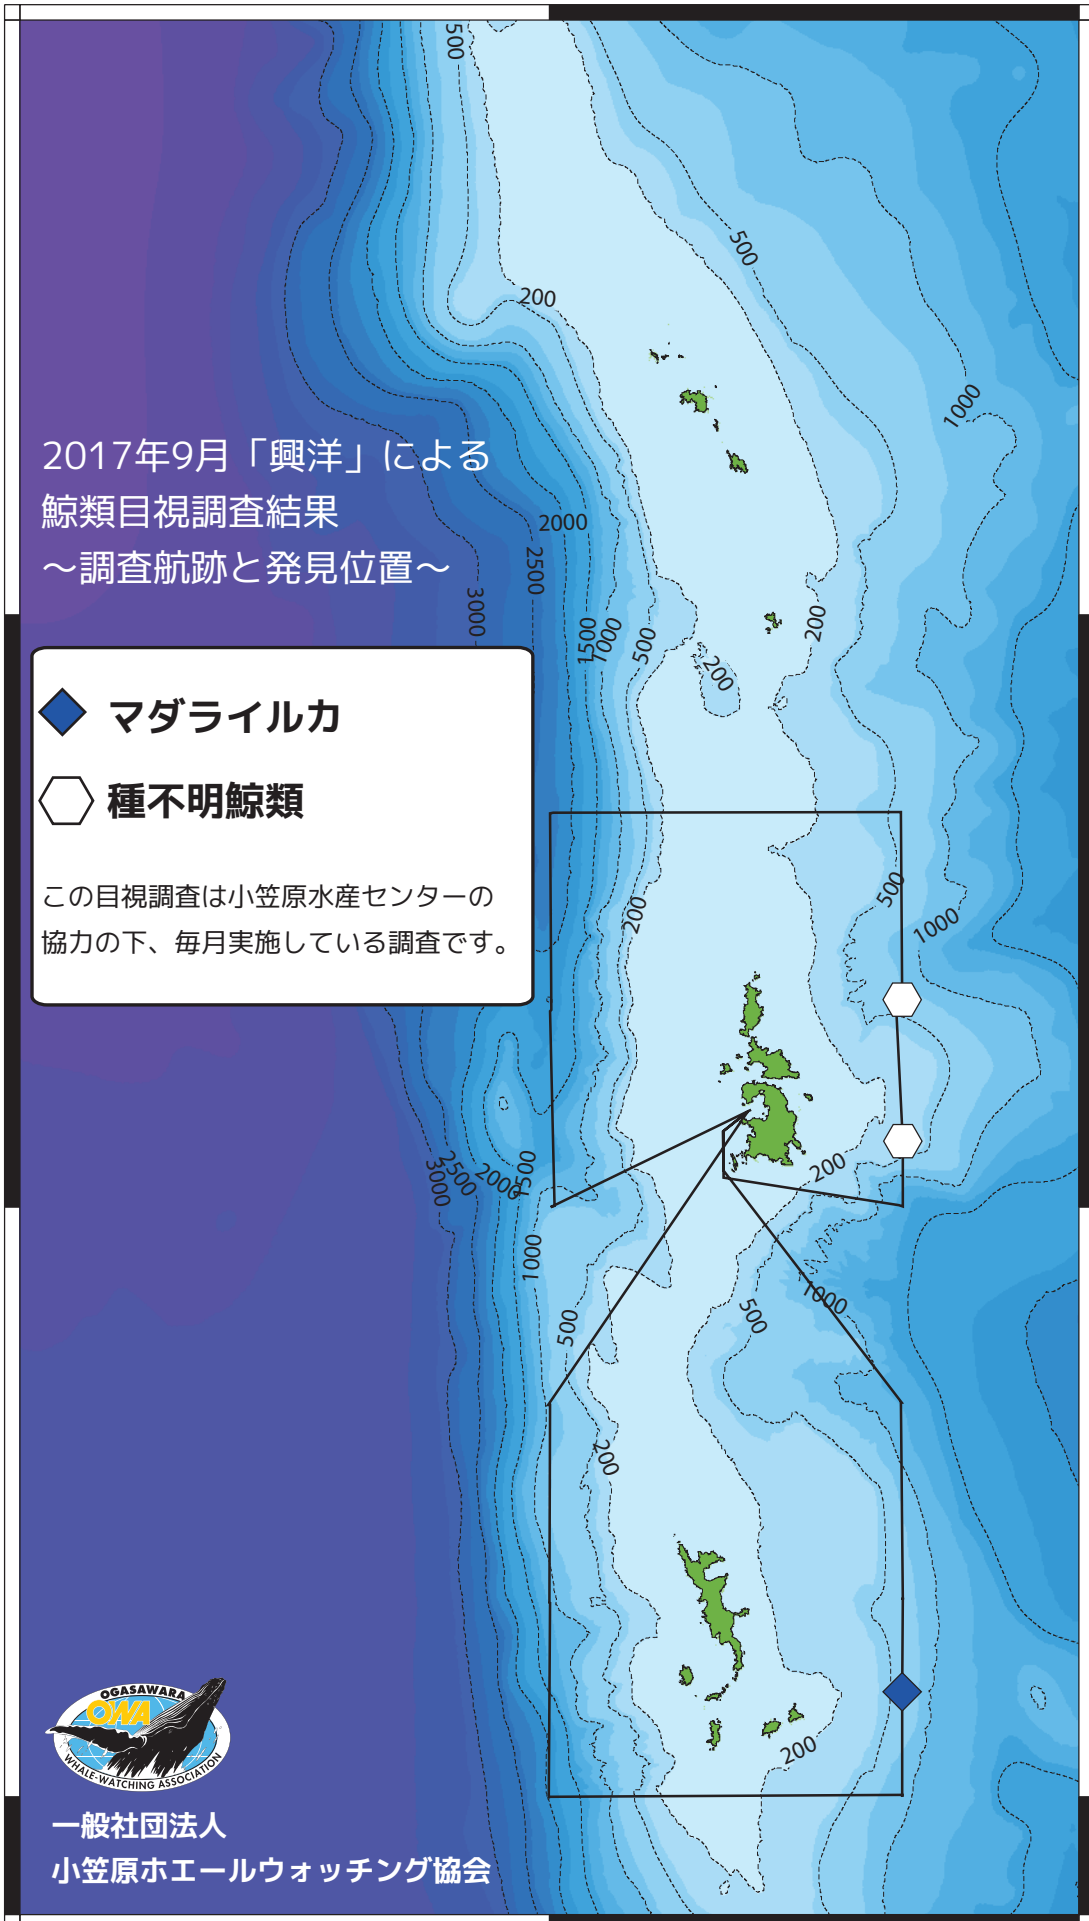 500
500
200
1000
2017年9月「興洋」による
鯨類目視調査結果
～調査航跡と発見位置～
2000
2500
3000
1500
1000
500
200
200
マダライルカ
種不明鯨類
この目視調査は小笠原水産センターの
協力の下、毎月実施している調査です。
200
500
1000
3000
2500
2000
1500
200
1000
500
500
1000
200
200
OGASAWARA
OWA
WHALE-WATCHING ASSOCIATION
一般社団法人
小笠原ホエールウォッチング協会